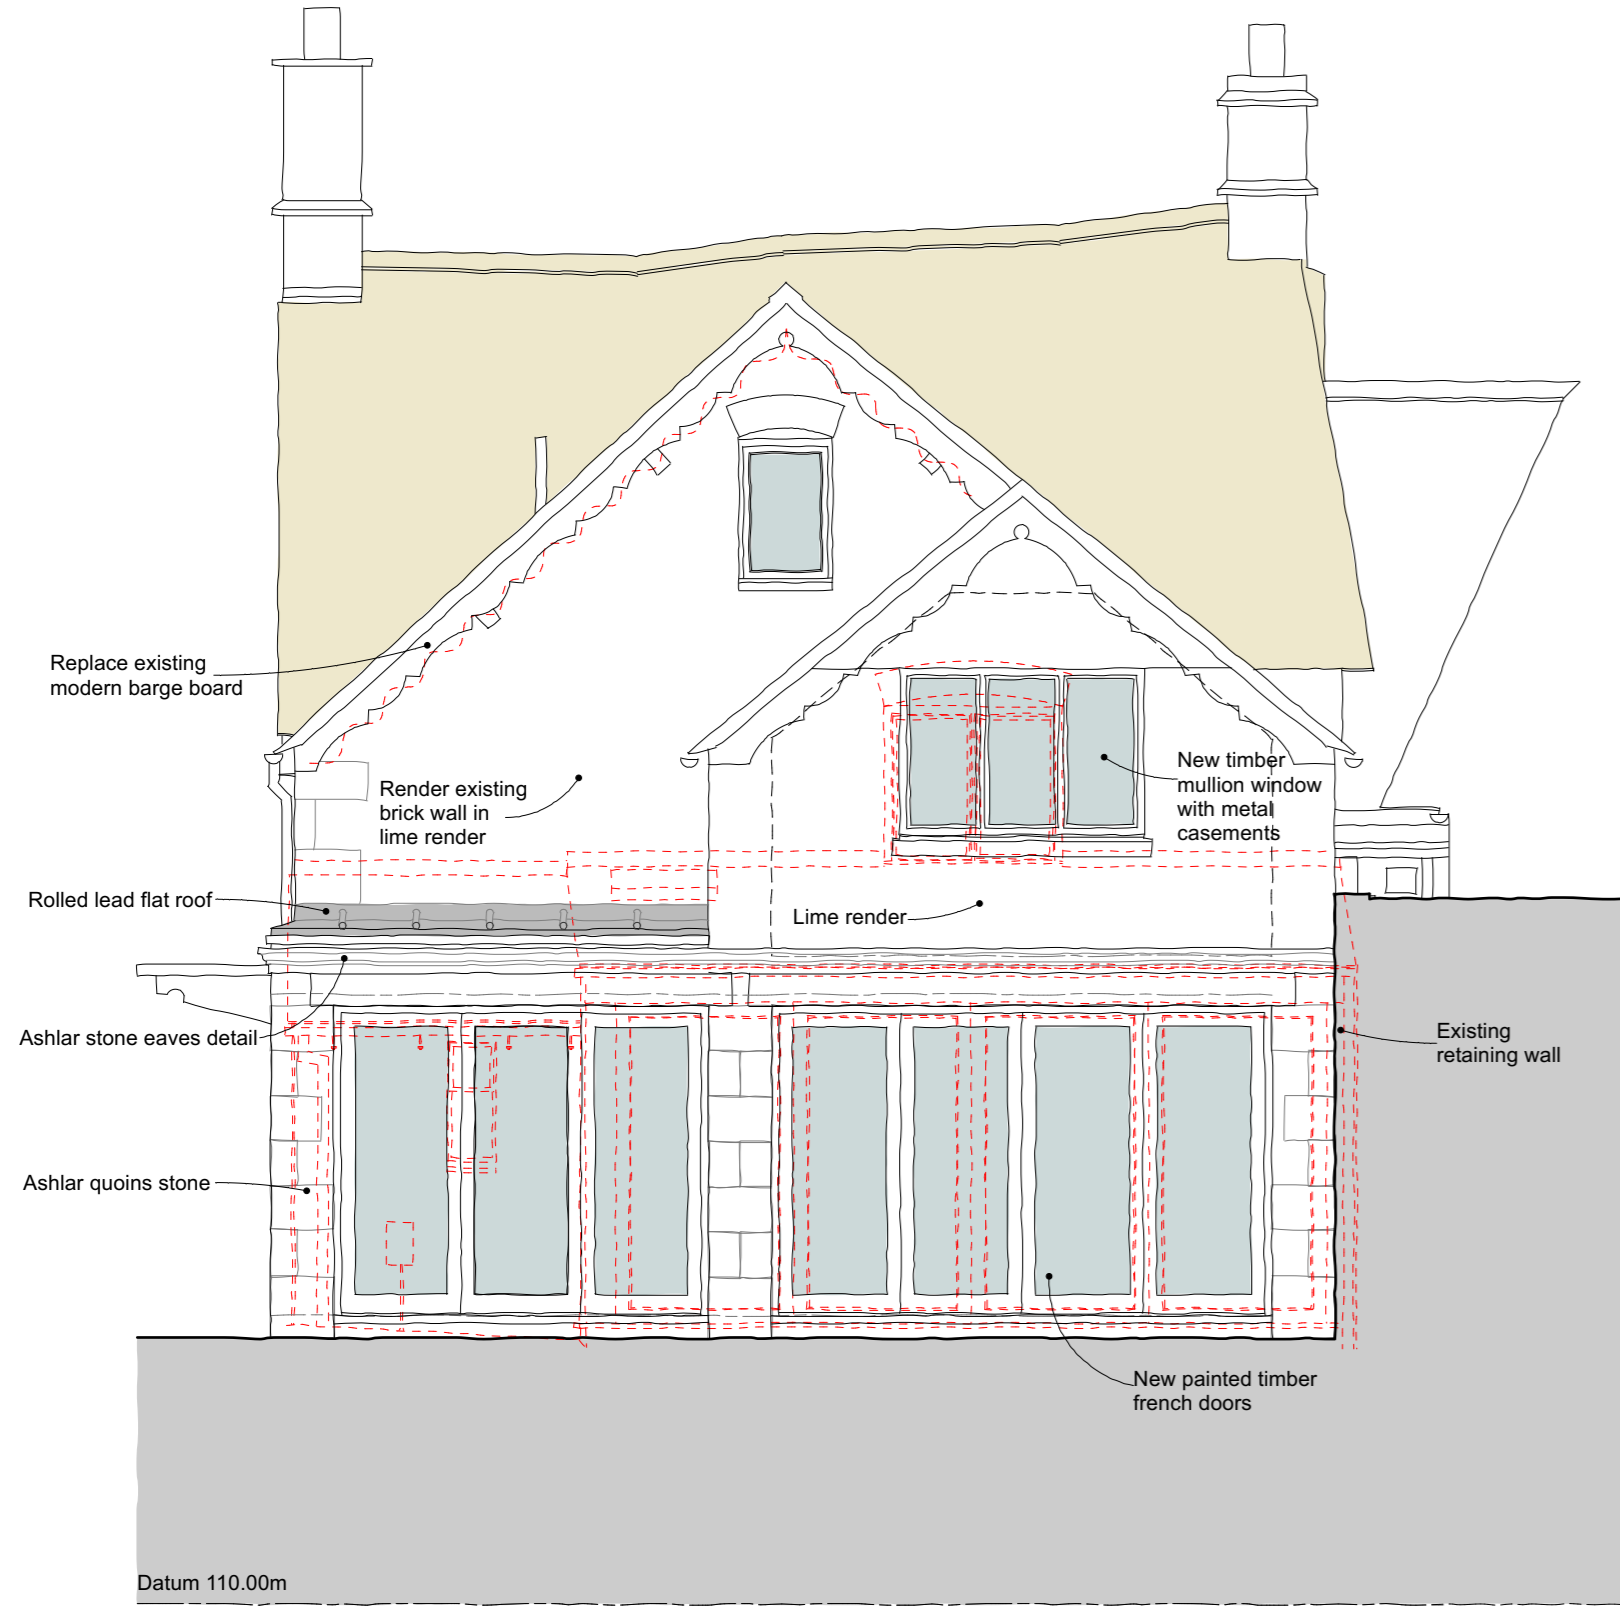 Replace existing
modern barge board
Render existing
brick wall in
lime render
New timber
mullion window
with metal
casements
Rolled lead flat roof
Lime render
Ashlar stone eaves detail
Existing
retaining wall
Ashlar quoins stone
New painted timber
french doors
Datum 110.00m